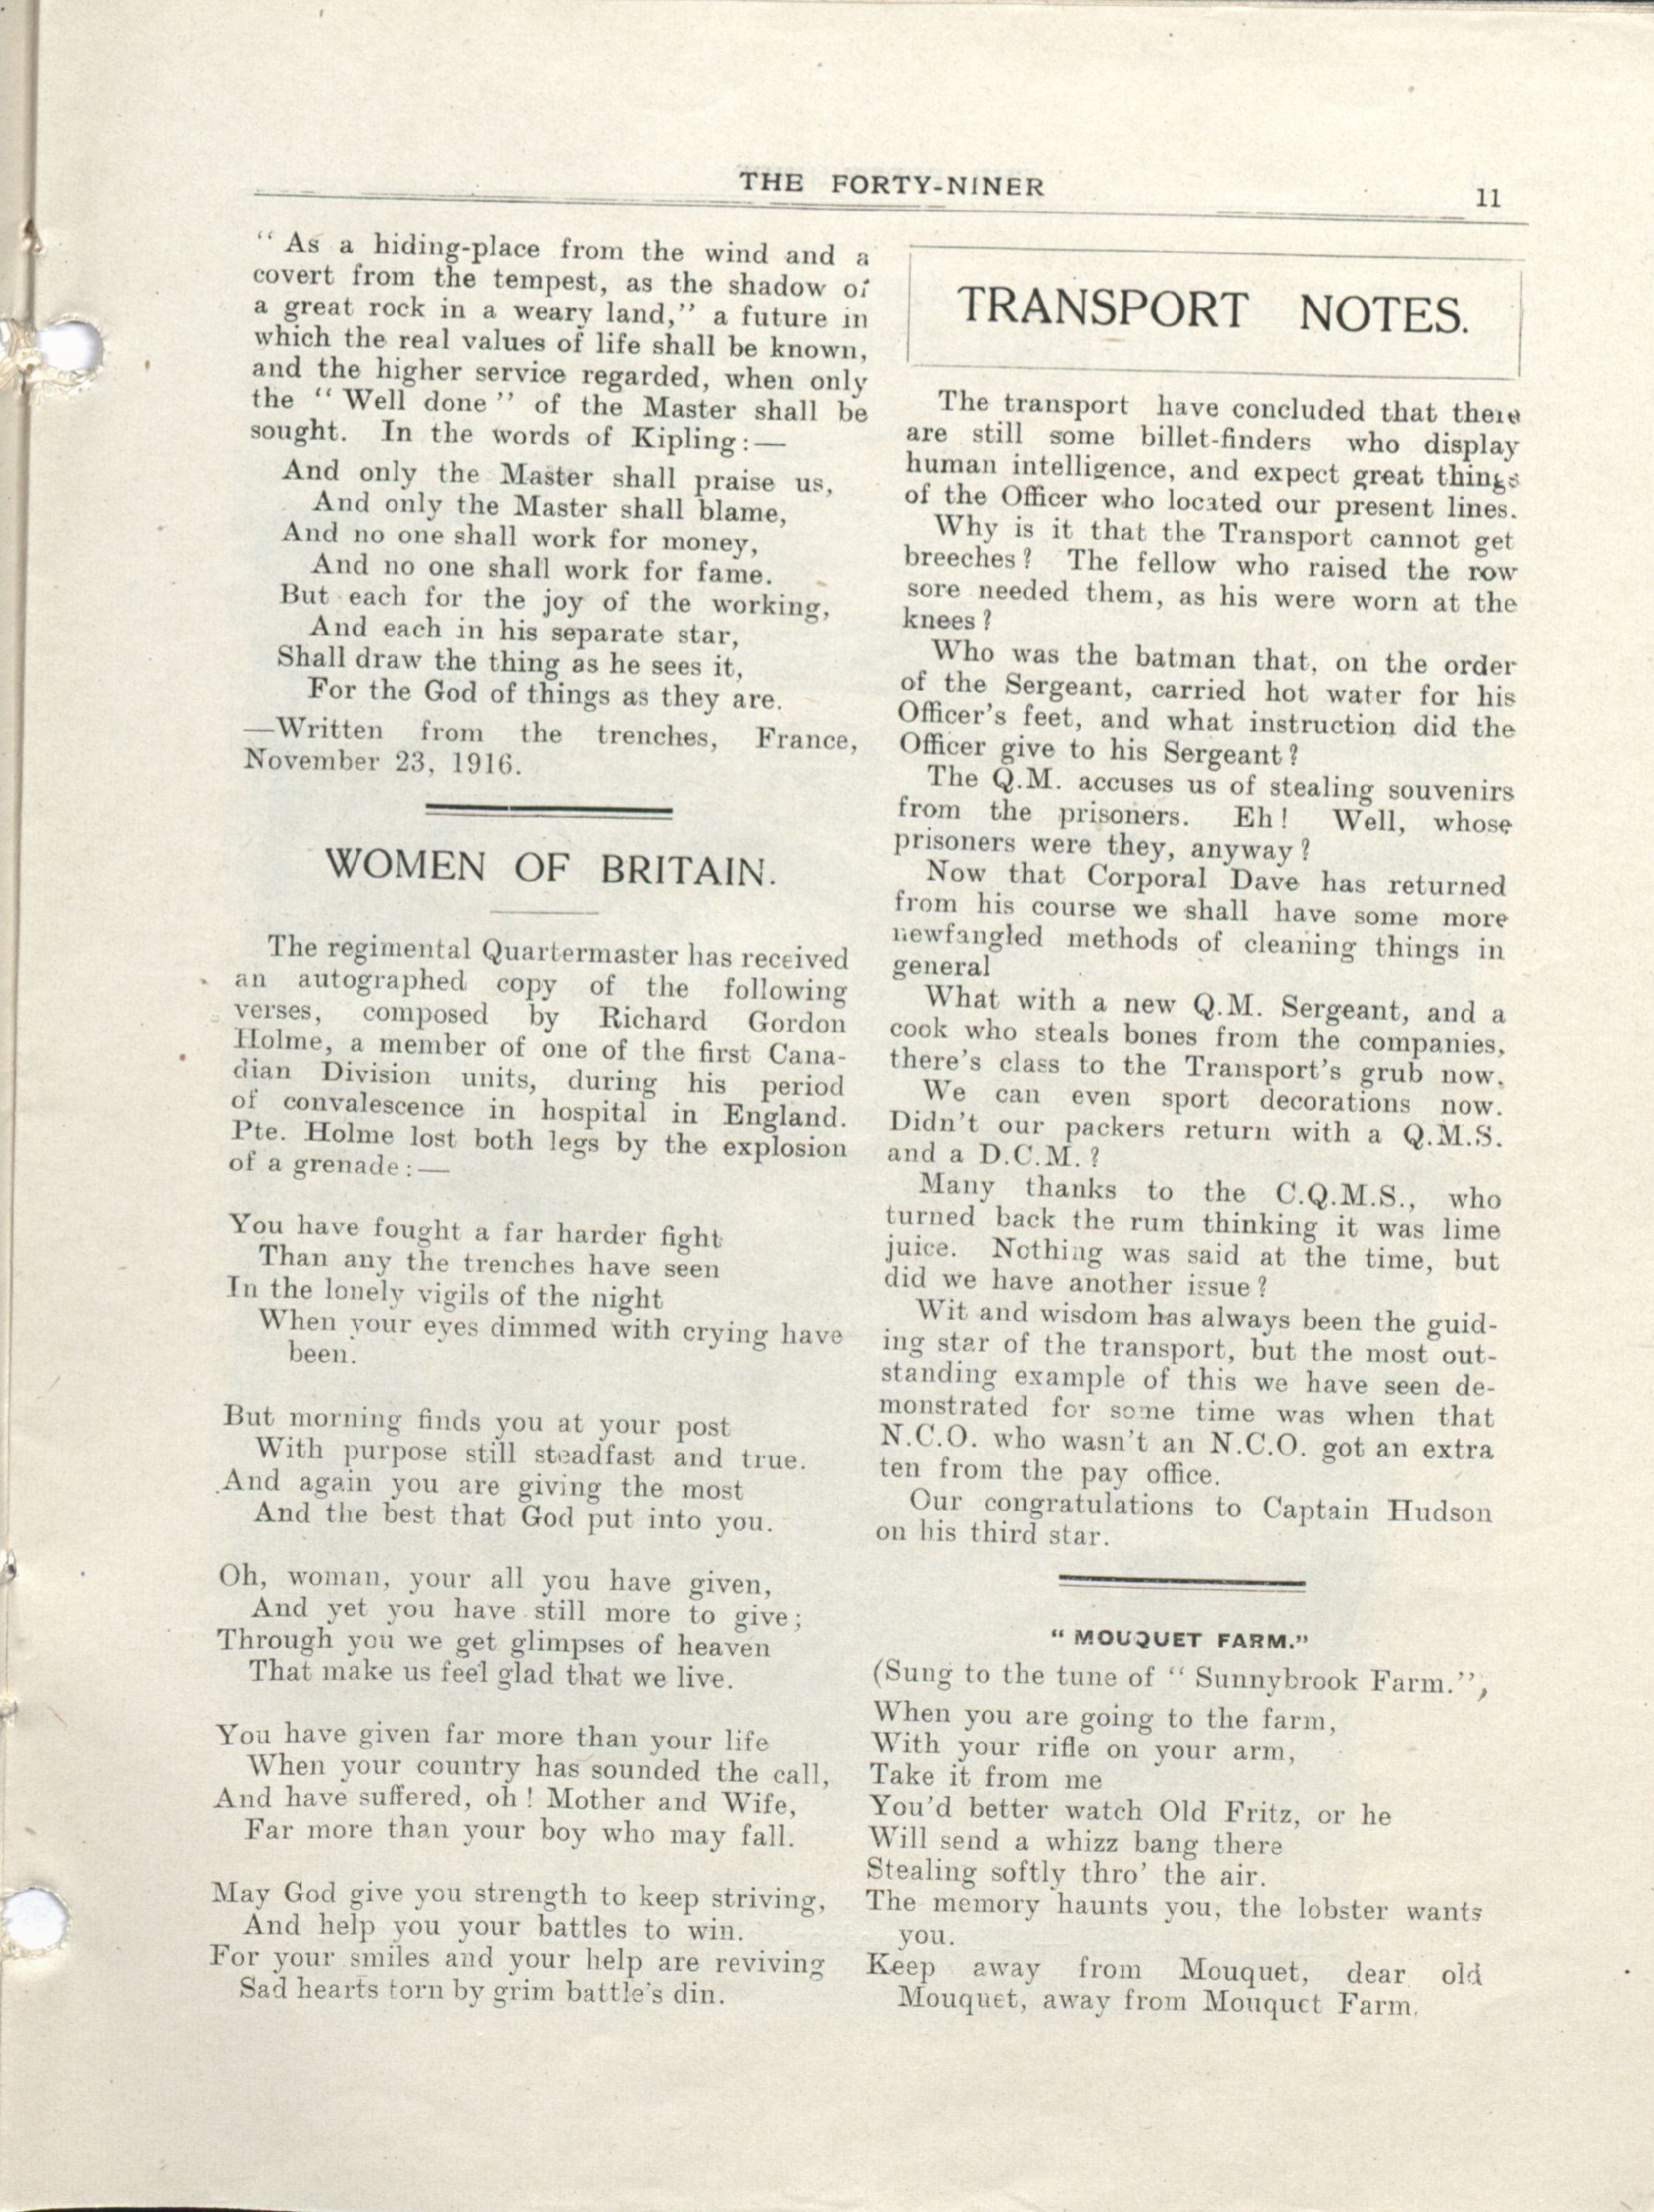 THE FORTY-NINER
11
“ As a hiding-place from the wind and a
covert from the tempest, as the shadow of
a great rock in a weary land,” a future in
which the real values of life shall be known,
and the higher service regarded, when only
the “ Well done ” of the Master shall be
sought. In the words of Kipling:—
And only the Master shall praise us,
And only the Master shall blame,
And no one shall work for money,
And no one shall work for fame.
But each for the joy of the working,
And each in his separate star,
Shall draw the thing as he sees it,
For the God of things as they are.
—Written from the trenches, France,
November 23, 1916.
WOMEN OF BRITAIN.
The regimental Quartermaster has received
an autographed copy of the following
verses, composed by Richard Gordon
Holme, a member of one of the first Cana-
dian Division units, during his period
of convalescence in hospital in England.
Pte. Holme lost both legs by the explosion
of a grenade:—
You have fought a far harder fight
Than any the trenches have seen
In the lonely vigils of the night
When your eyes dimmed with crying have
been.
But morning finds you at your post
With purpose still steadfast and true.
And again you are giving the most
And the best that God put into you.
Oh, woman, your all you have given,
And yet you have still more to give;
Through you we get glimpses of heaven
That make us feel glad that we live.
You have given far more than your life
When your country has sounded the call,
And have suffered, oh! Mother and Wife,
Far more than your boy who may fall.
May God give you strength to keep striving,
And help you your battles to win.
For your smiles and your help are reviving
Sad hearts torn by grim battle's din.
TRANSPORT NOTES.
The transport have concluded that there
are still some billet-finders who display
human intelligence, and expect great things
of the Officer who located our present lines.
Why is it that the Transport cannot get
breeches? The fellow who raised the row
sore needed them, as his were worn at the
knees?
Who was the batman that, on the order
of the Sergeant, carried hot water for his
Officer's feet, and what instruction did the
Officer give to his Sergeant?
The Q.M. accuses us of stealing souvenirs
from the prisoners. Eh! Well, whose
prisoners were they, anyway?
Now that Corporal Dave has returned
from his course we shall have some more
newfangled methods of cleaning things in
general
What with a new Q.M. Sergeant, and a
cook who steals bones from the companies,
there's class to the Transport's grub now.
We can even sport decorations now.
Didn't our packers return with a Q.M.S.
and a D.C.M.?
Many thanks to the C.Q.M.S., who
turned back the rum thinking it was lime
juice. Nothing was said at the time, but
did we have another issue?
Wit and wisdom has always been the guid-
ing star of the transport, but the most out-
standing example of this we have seen de-
monstrated for some time was when that
N.C.O. who wasn't an N.C.O. got an extra
ten from the pay office.
Our congratulations to Captain Hudson
on his third star.
“ MOUQUET FARM.”
(Sung to the tune of “ Sunnybrook Farm.”)
When you are going to the farm,
With your rifle on your arm,
Take it from me
You'd better watch Old Fritz, or he
Will send a whizz bang there
Stealing softly thro' the air.
The memory haunts you, the lobster wants
you.
Keep away from Mouquet, dear old
Mouquet, away from Mouquet Farm.